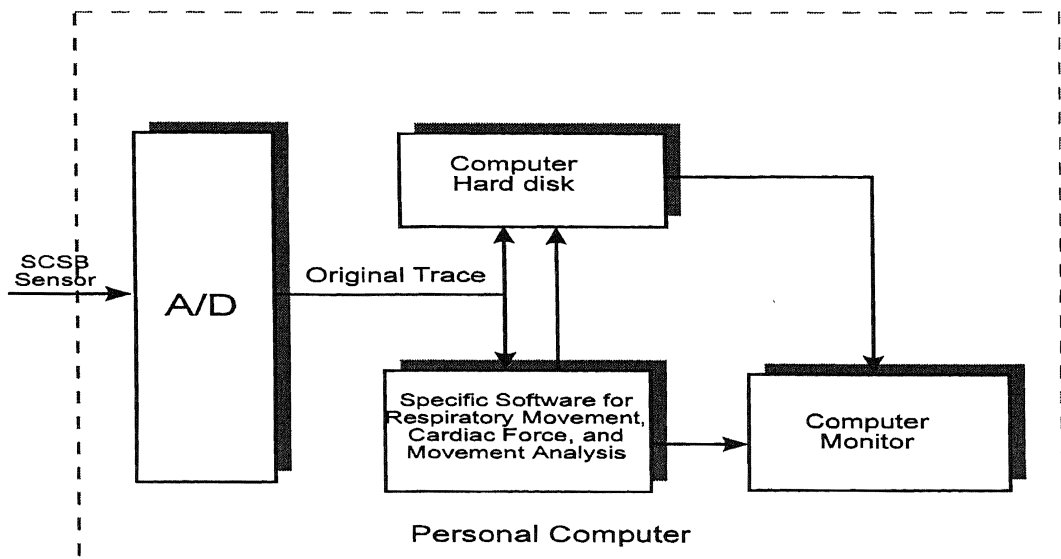 SCSB
Sensor
A/D
Original Trace
Computer
Hard disk
Specific Software for
Respiratory Movement,
Cardiac Force, and
Movement Analysis
Computer
Monitor
Personal Computer